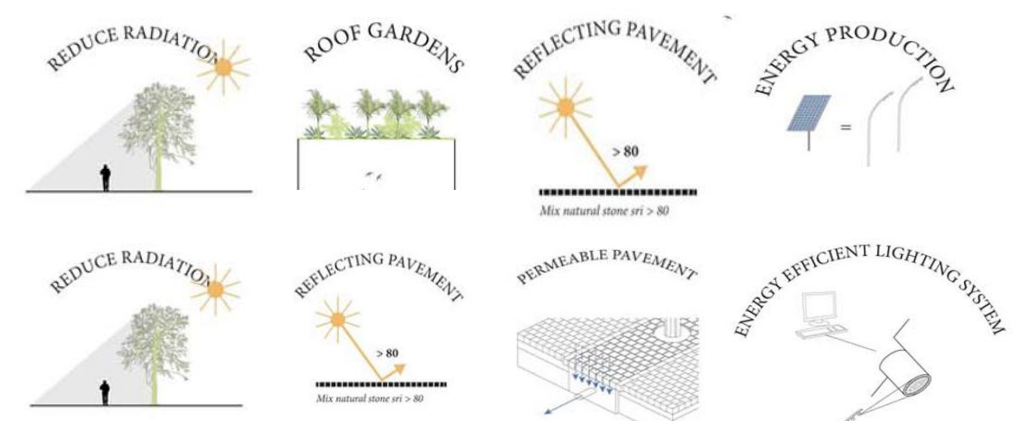 REDUCE RADIATION
ROOF GARDENS
REFLECTING PAVEMENT
ENERGY PRODUCTION
> 80
=
Mix natural stone sri > 80
REDUCE RADIATION
REFLECTING PAVEMENT
PERMEABLE PAVEMENT
ENERGY EFFICIENT LIGHTING SYSTEM
> 80
Mix natural stone sri > 80